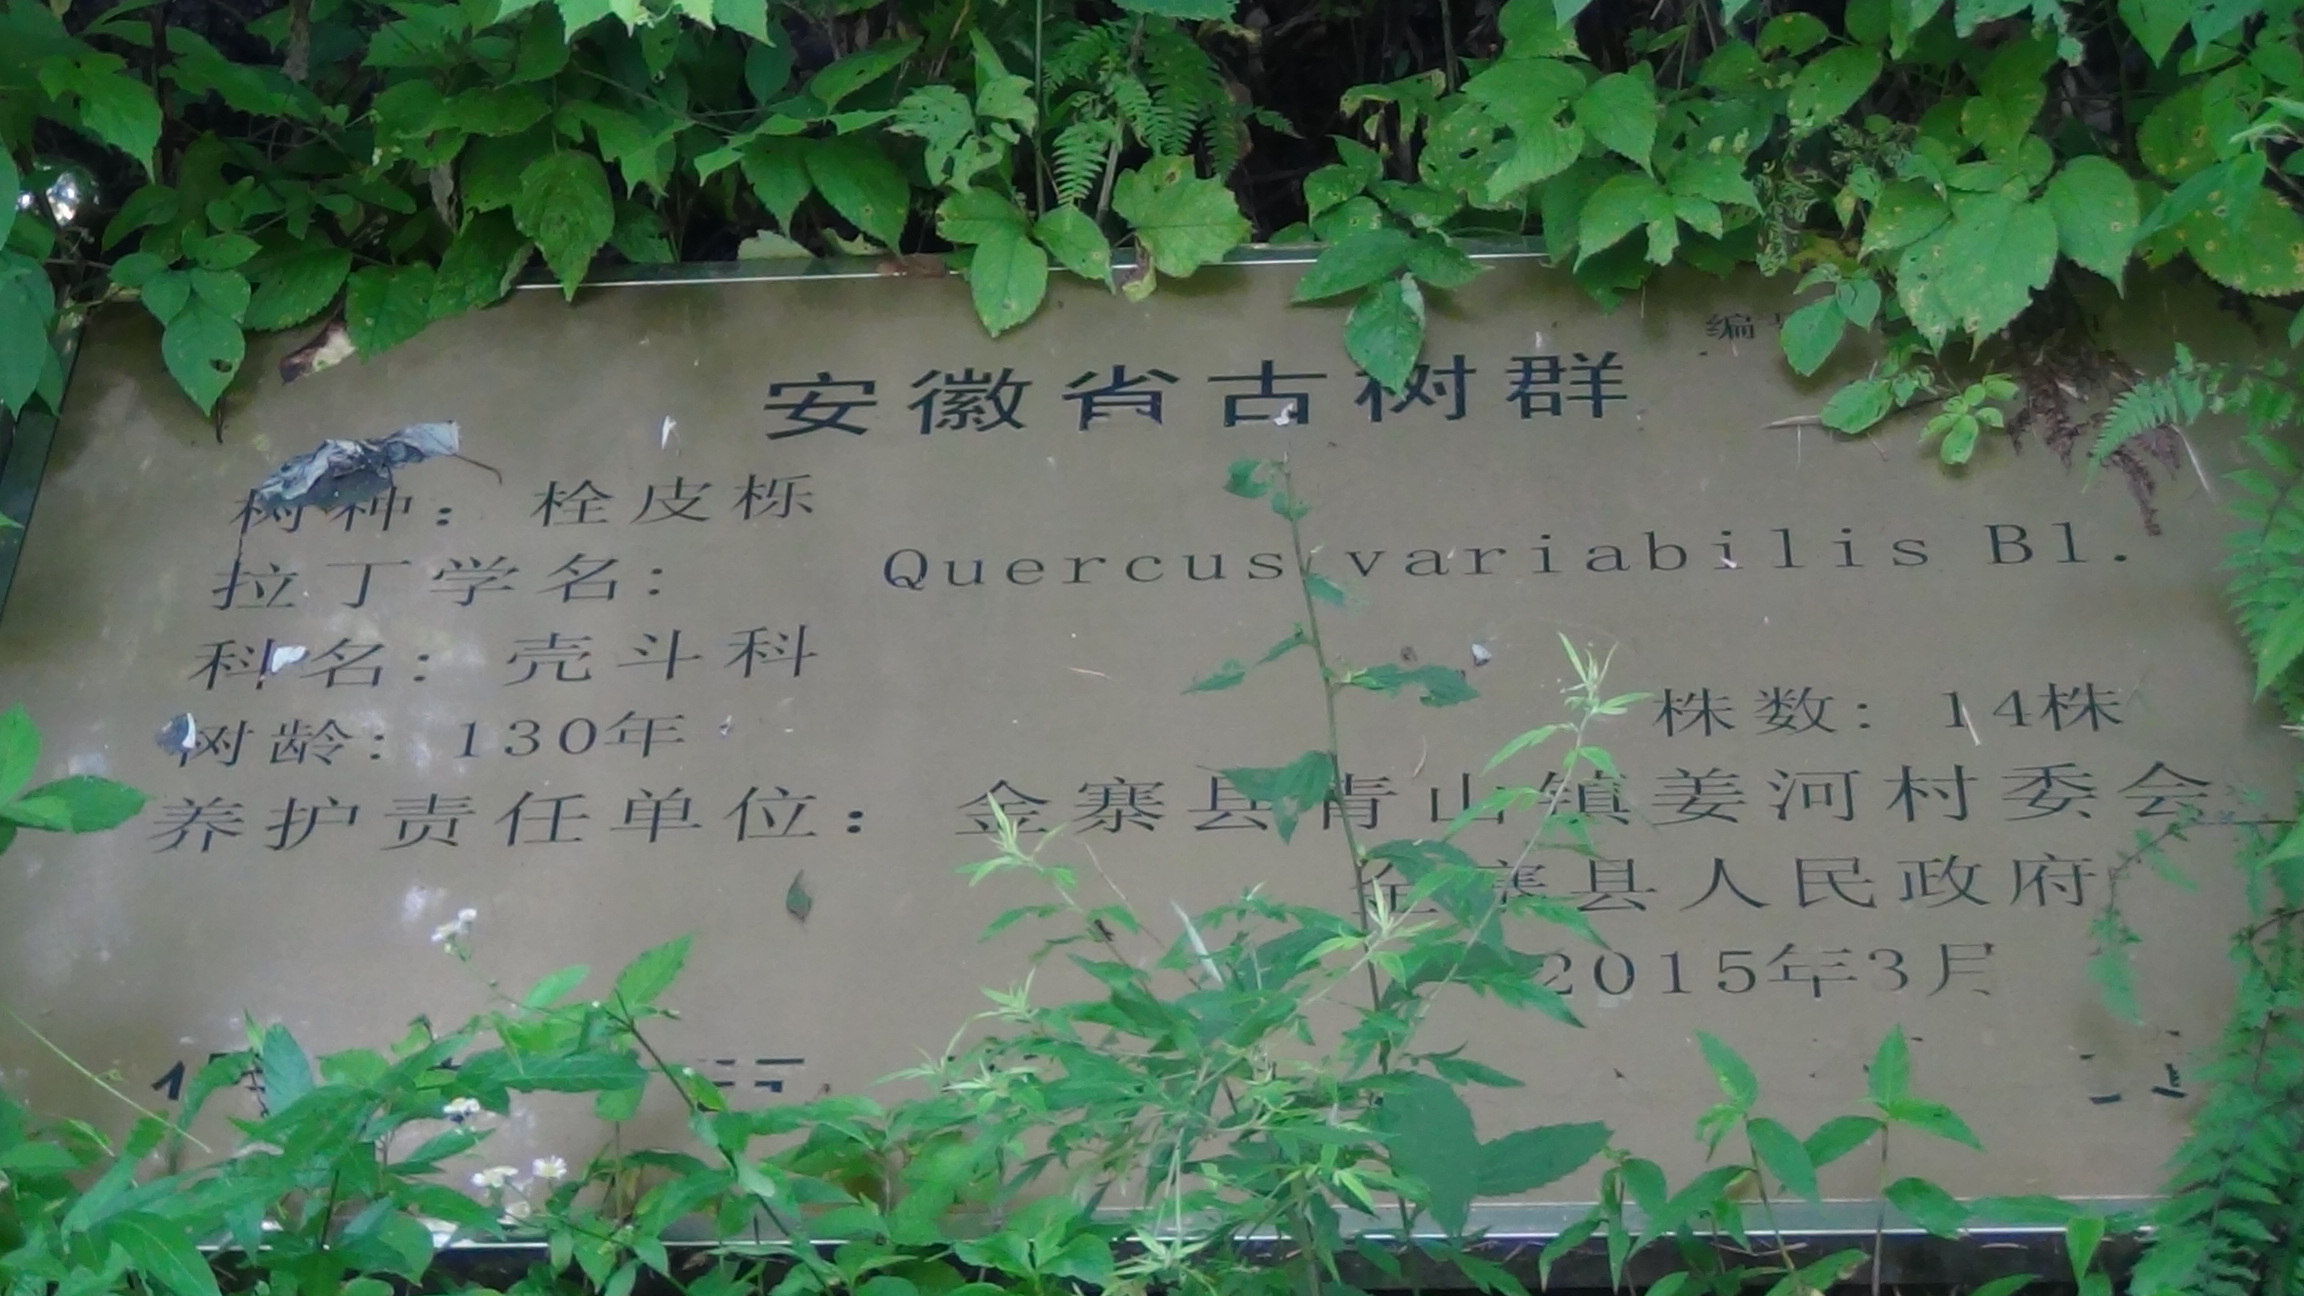 编
安徽省古树群
树种：栓皮栎
拉丁学名： Quercus variabilis Bl.
科名：壳斗科
树龄：130年 株数：14株
养护责任单位：金寨县青山镇姜河村委会
金寨县人民政府
2015年3月